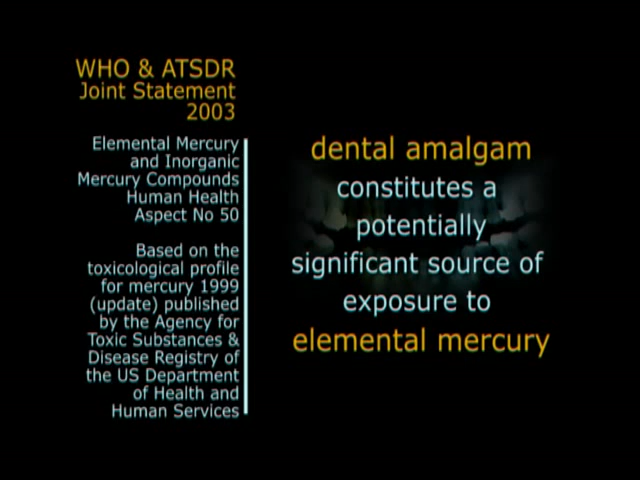 WHO & ATSDR
Joint Statement
2003
Elemental Mercury
and Inorganic
Mercury Compounds
Human Health
Aspect No 50
Based on the
toxicological profile
for mercury 1999
(update) published
by the Agency for
Toxic Substances &
Disease Registry of
the US Department
of Health and
Human Services
dental amalgam
constitutes a
potentially
significant source of
exposure to
elemental mercury